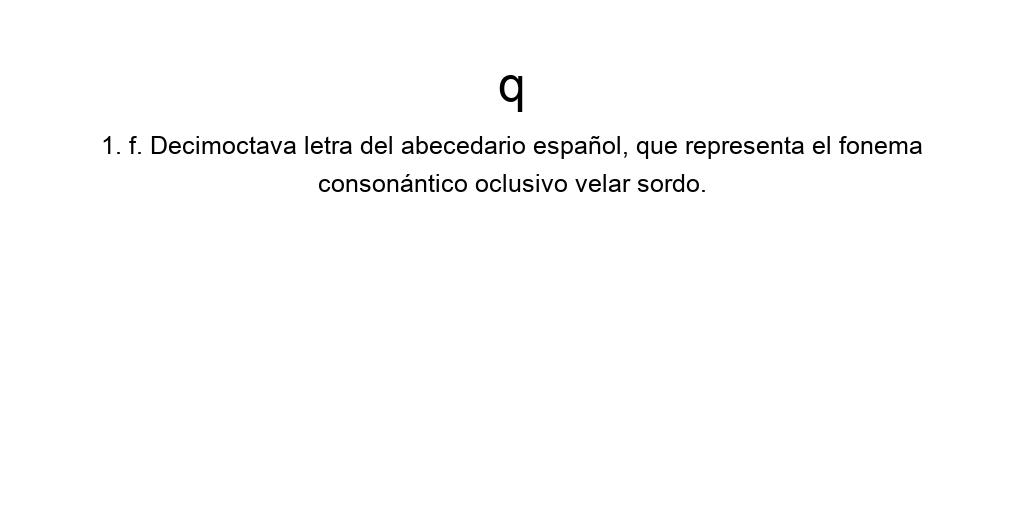 q
1. f. Decimoctava letra del abecedario español, que representa el fonema
consonántico oclusivo velar sordo.